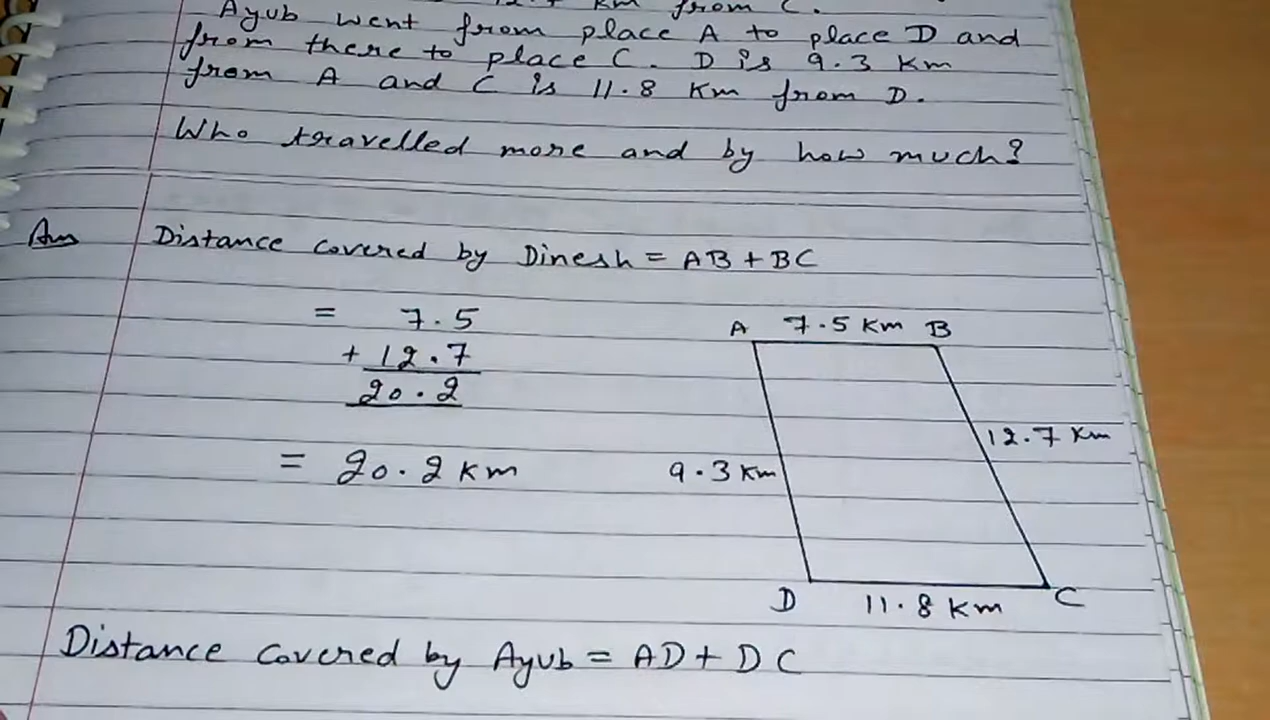 Km from C.
Ayub went from place A to place D and
from there to place C. D is 9.3 Km
from A and C is 11.8 Km from D.
Who travelled more and by how much?
Ans Distance covered by Dinesh = AB + BC
= 7.5
+ 12.7
20.2
= 20.2 km
A 7.5 Km B
12.7 Km
9.3 Km
D 11.8 Km C
Distance covered by Ayub = AD + DC